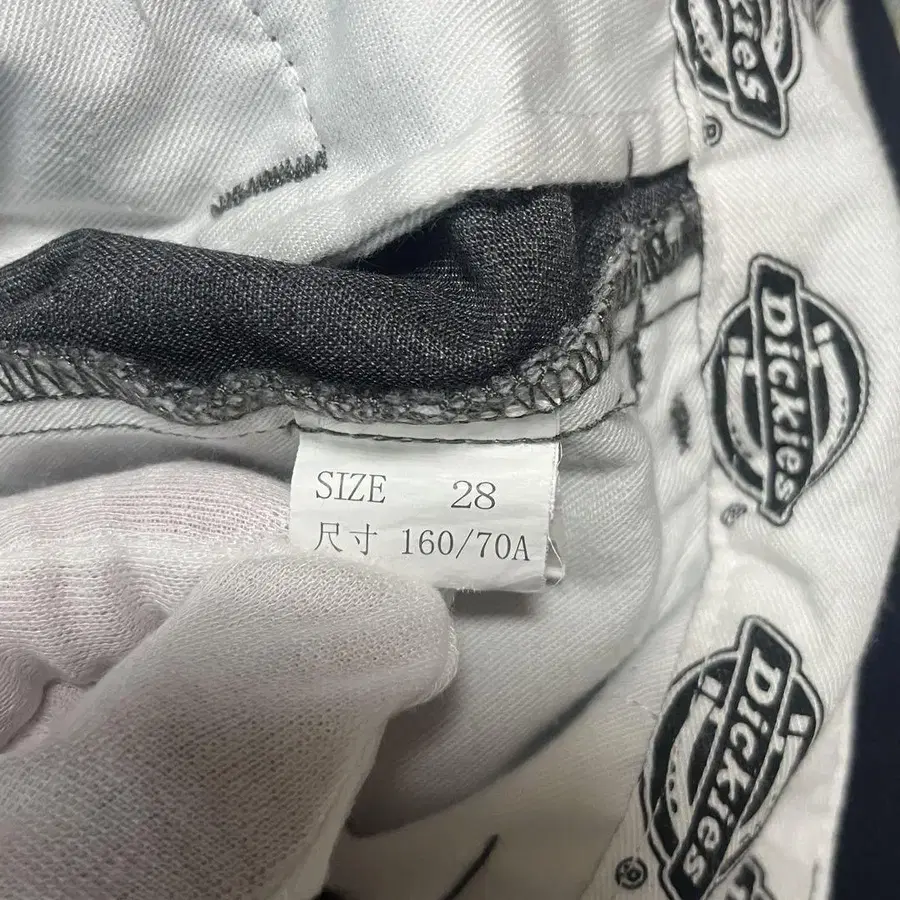 Dickies
®
Dickies
®
SIZE 28
尺寸 160/70A
Dickies
®